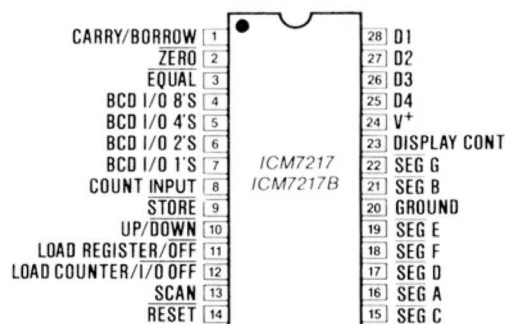 CARRY/BORROW 1
ZERO 2
EQUAL 3
BCD I/O 8'S 4
BCD I/O 4'S 5
BCD I/O 2'S 6
BCD I/O 1'S 7
COUNT INPUT 8
STORE 9
UP/DOWN 10
LOAD REGISTER/OFF 11
LOAD COUNTER/I/O OFF 12
SCAN 13
RESET 14
ICM7217
ICM7217B
28 D1
27 D2
26 D3
25 D4
24 V+
23 DISPLAY CONT
22 SEG G
21 SEG B
20 GROUND
19 SEG E
18 SEG F
17 SEG D
16 SEG A
15 SEG C